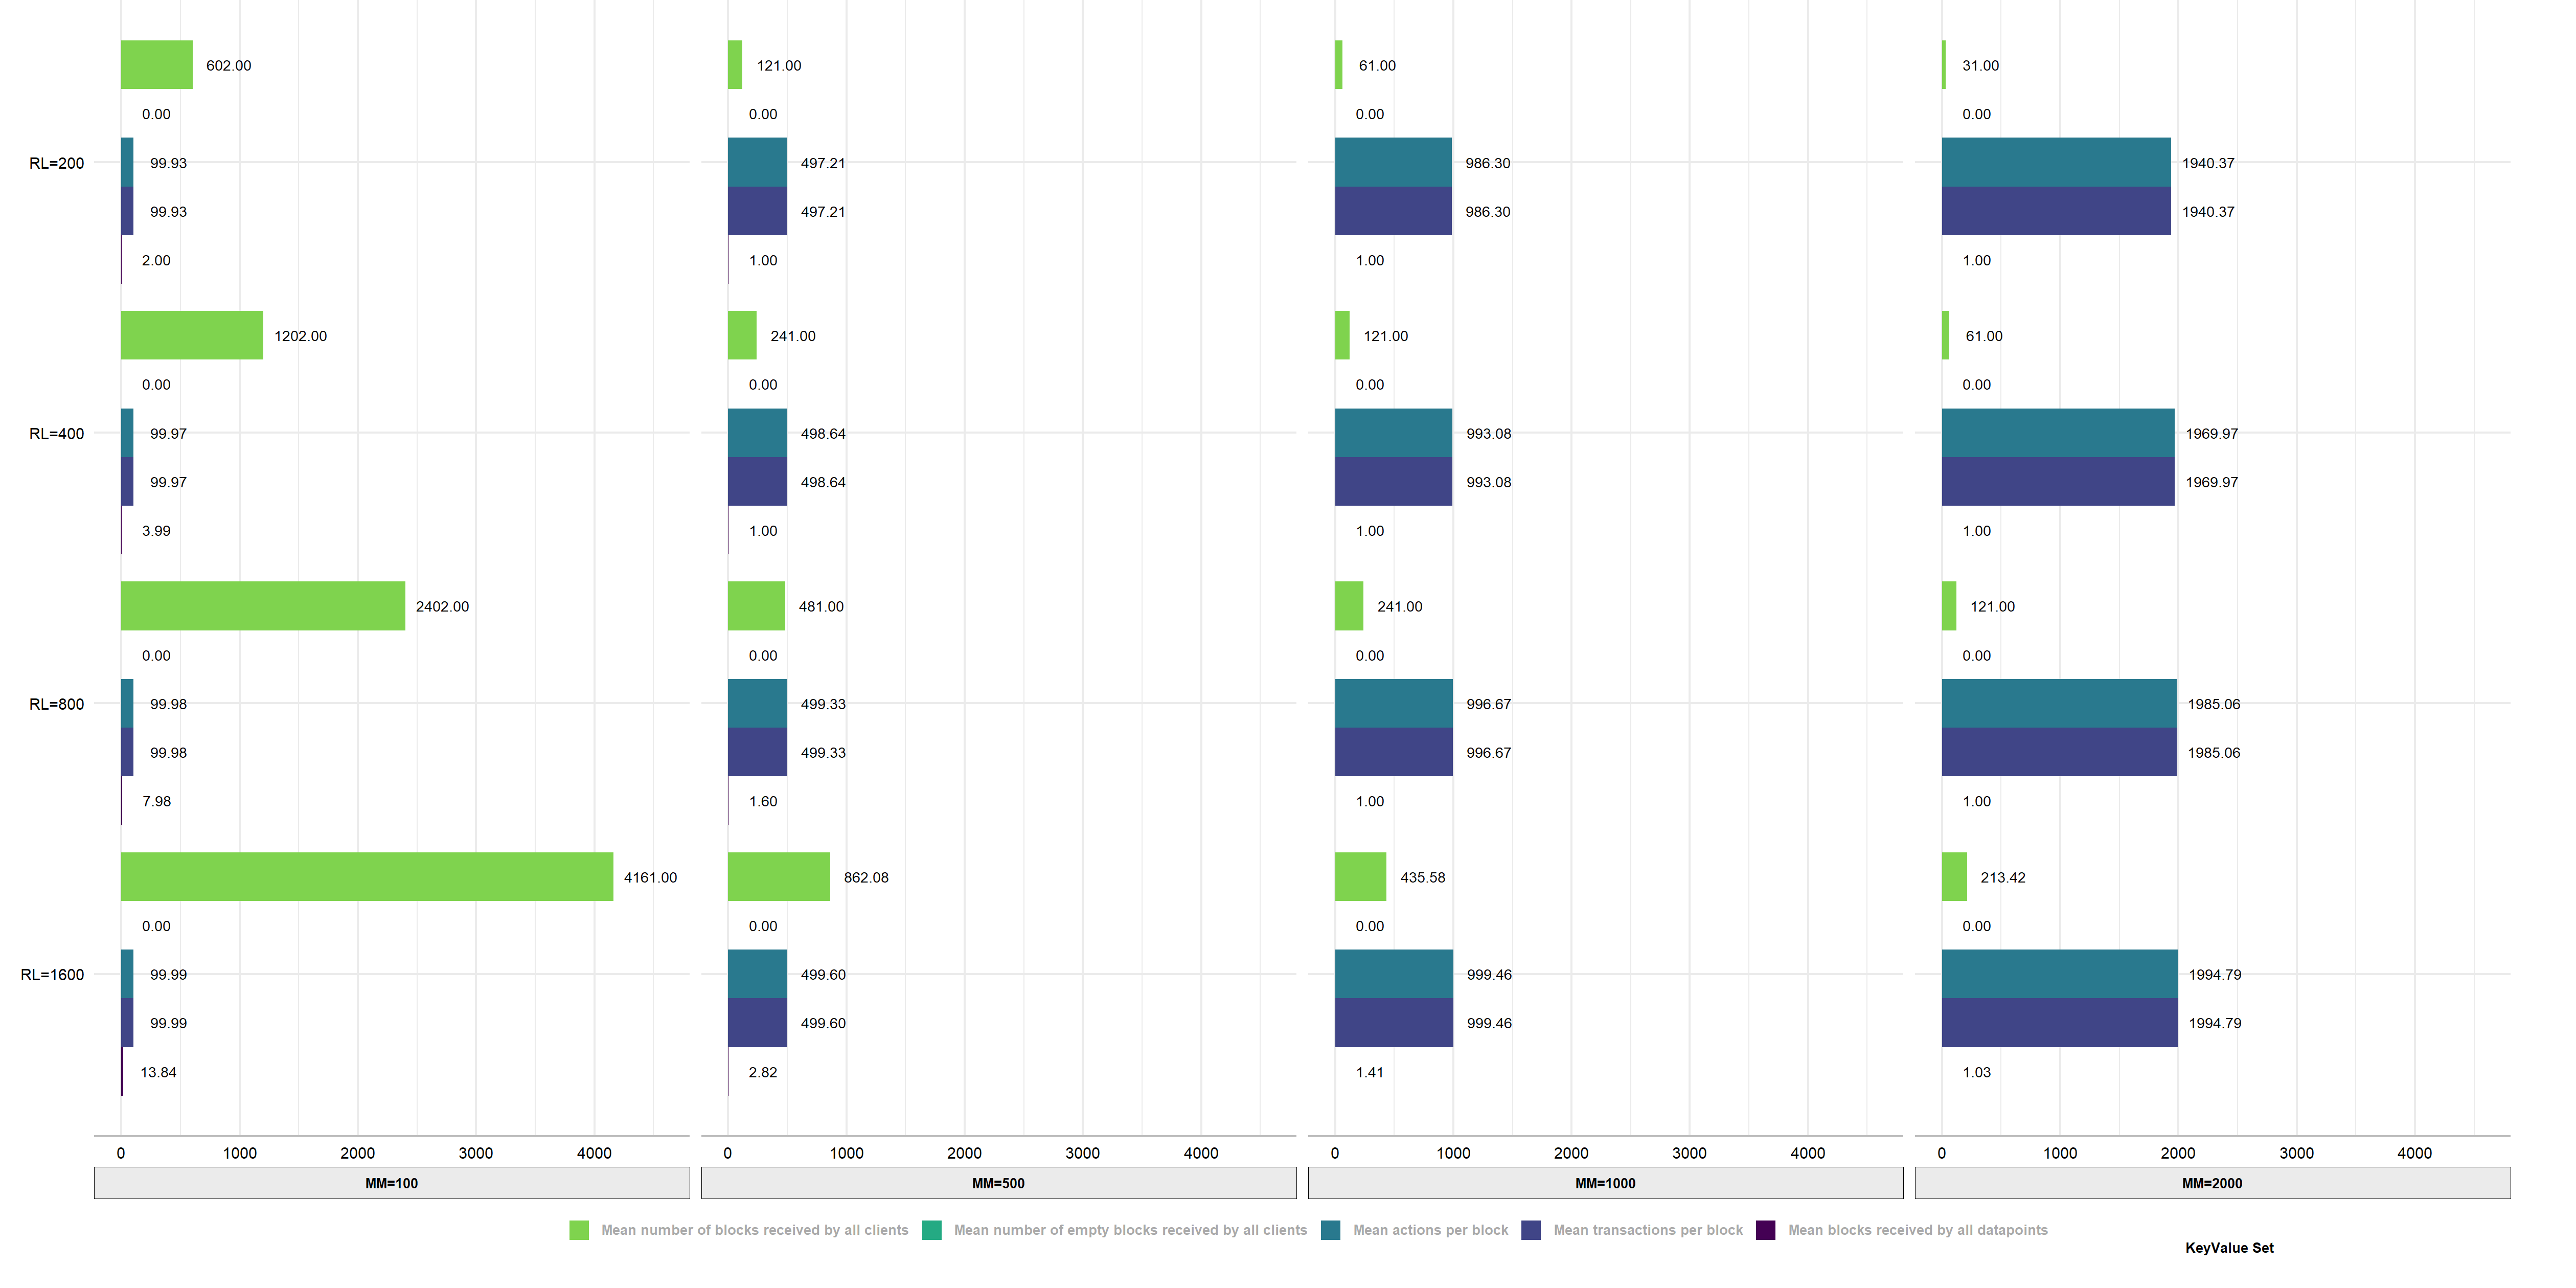 602.00 121.00 61.00 31.00
0.00 0.00 0.00 0.00
RL=200 99.93 497.21 986.30 1940.37
99.93 497.21 986.30 1940.37
2.00 1.00 1.00 1.00
1202.00 241.00 121.00 61.00
0.00 0.00 0.00 0.00
RL=400 99.97 498.64 993.08 1969.97
99.97 498.64 993.08 1969.97
3.99 1.00 1.00 1.00
2402.00 481.00 241.00 121.00
0.00 0.00 0.00 0.00
RL=800 99.98 499.33 996.67 1985.06
99.98 499.33 996.67 1985.06
7.98 1.60 1.00 1.00
4161.00 862.08 435.58 213.42
0.00 0.00 0.00 0.00
RL=1600 99.99 499.60 999.46 1994.79
99.99 499.60 999.46 1994.79
13.84 2.82 1.41 1.03
0 1000 2000 3000 4000 0 1000 2000 3000 4000 0 1000 2000 3000 4000 0 1000 2000 3000 4000
MM=100 MM=500 MM=1000 MM=2000
Mean number of blocks received by all clients Mean number of empty blocks received by all clients Mean actions per block Mean transactions per block Mean blocks received by all datapoints
KeyValue Set